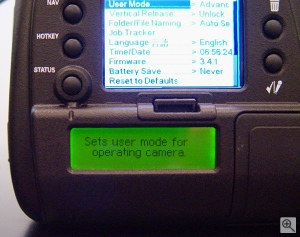 NAV
HOTKEY
STATUS
User Mode > Advanc
Vertical Release > Unlock
Folder/File Naming > Auto Se
Job Tracker
Language > English
Time/Date: > 06:56:24
Firmware > 3.4.1
Battery Save > Never
Reset to Defaults
Sets user mode for
operating camera.